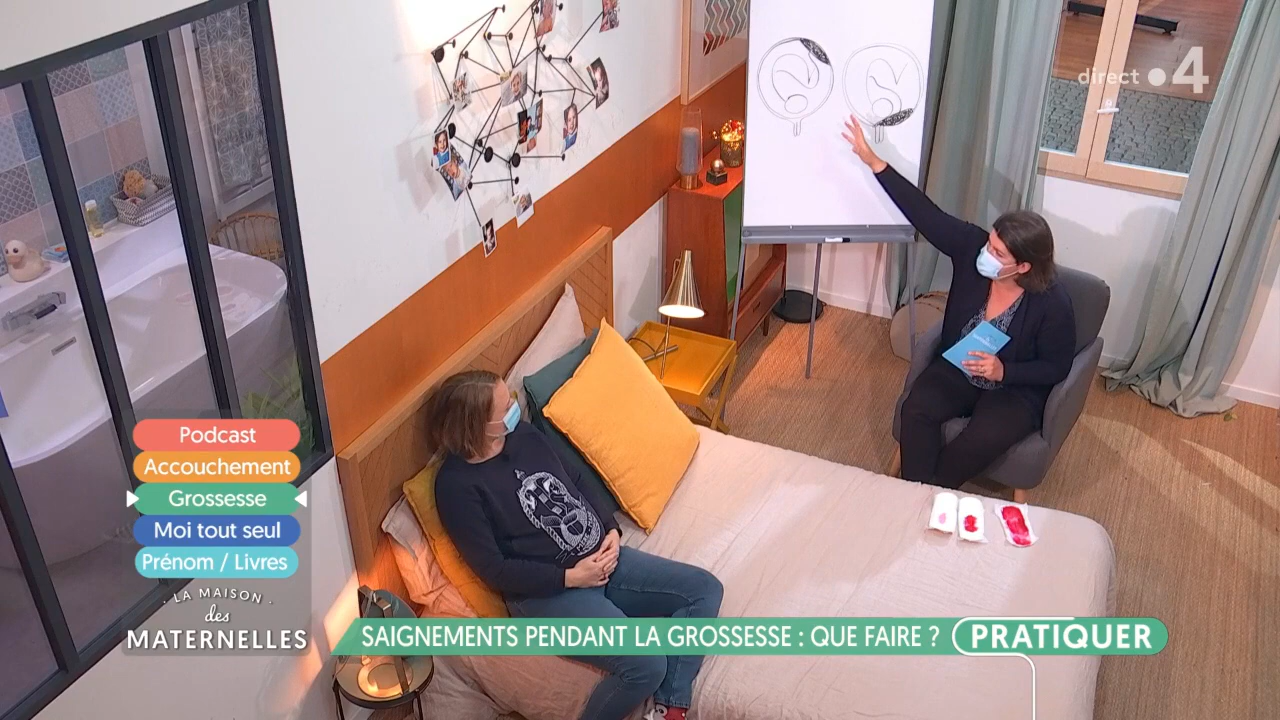 direct 4
Podcast
Accouchement
Grossesse
Moi tout seul
Prénom / Livres
LA MAISON
des
MATERNELLES
SAIGNEMENTS PENDANT LA GROSSESSE : QUE FAIRE ? PRATIQUER